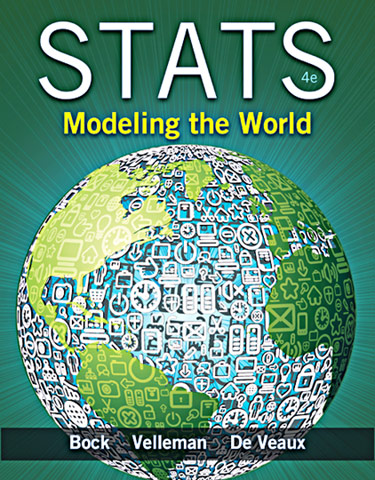 STATS
4e
Modeling the World
Bock Velleman De Veaux